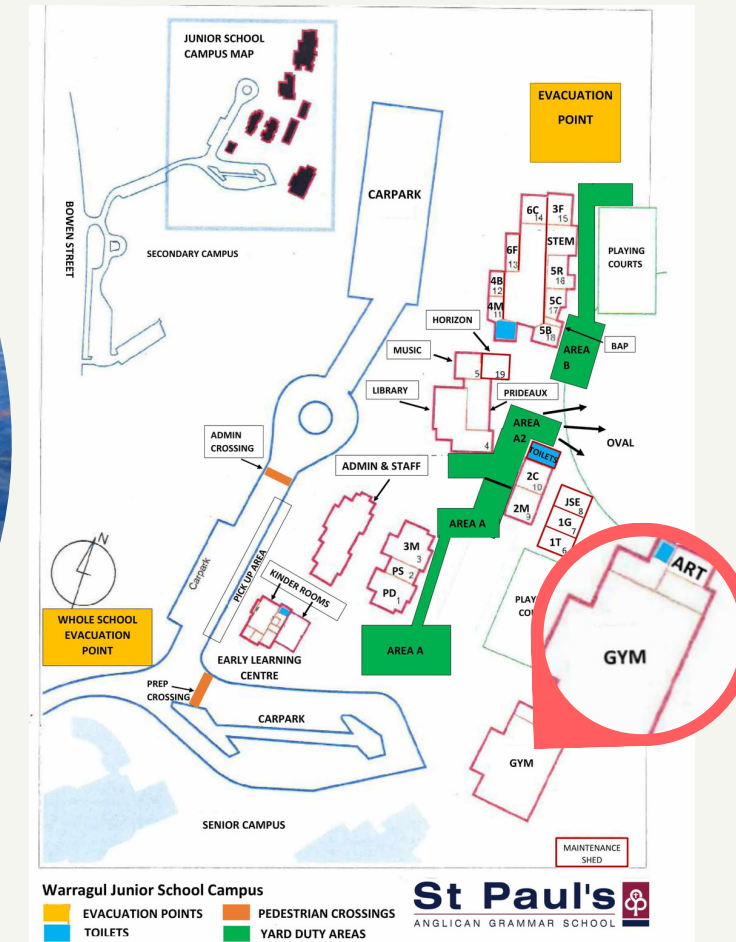 JUNIOR SCHOOL
CAMPUS MAP
EVACUATION
POINT
CARPARK
BOWEN STREET
SECONDARY CAMPUS
6C
14
3F
15
STEM
6F
13
5R
16
4B
12
5C
17
4M
11
5B
18
PLAYING
COURTS
HORIZON
BAP
AREA
B
MUSIC
5
19
LIBRARY
PRIDEAUX
4
AREA
A2
OVAL
ADMIN
CROSSING
ADMIN & STAFF
TOILETS
2C
10
2M
9
JSE
8
1G
7
1T
6
AREA A
3M
3
PS
2
PD
1
N
Carpark
PICK UP AREA
KINDER ROOMS
PLAY
COU
ART
GYM
WHOLE SCHOOL
EVACUATION
POINT
EARLY LEARNING
CENTRE
AREA A
PREP
CROSSING
CARPARK
GYM
SENIOR CAMPUS
MAINTENANCE
SHED
Warragul Junior School Campus
EVACUATION POINTS
PEDESTRIAN CROSSINGS
TOILETS
YARD DUTY AREAS
St Paul's
ANGLICAN GRAMMAR SCHOOL